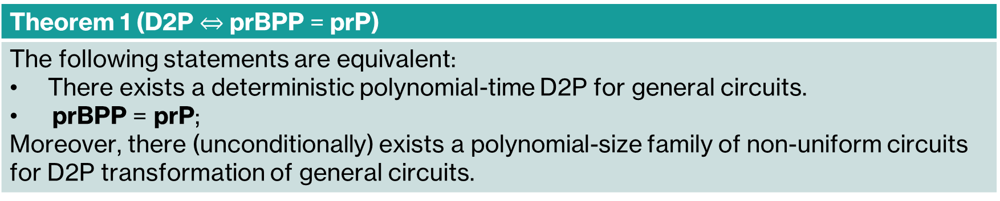 Theorem 1 (D2P ⇔ prBPP = prP)
The following statements are equivalent:
• There exists a deterministic polynomial-time D2P for general circuits.
• prBPP = prP;
Moreover, there (unconditionally) exists a polynomial-size family of non-uniform circuits
for D2P transformation of general circuits.